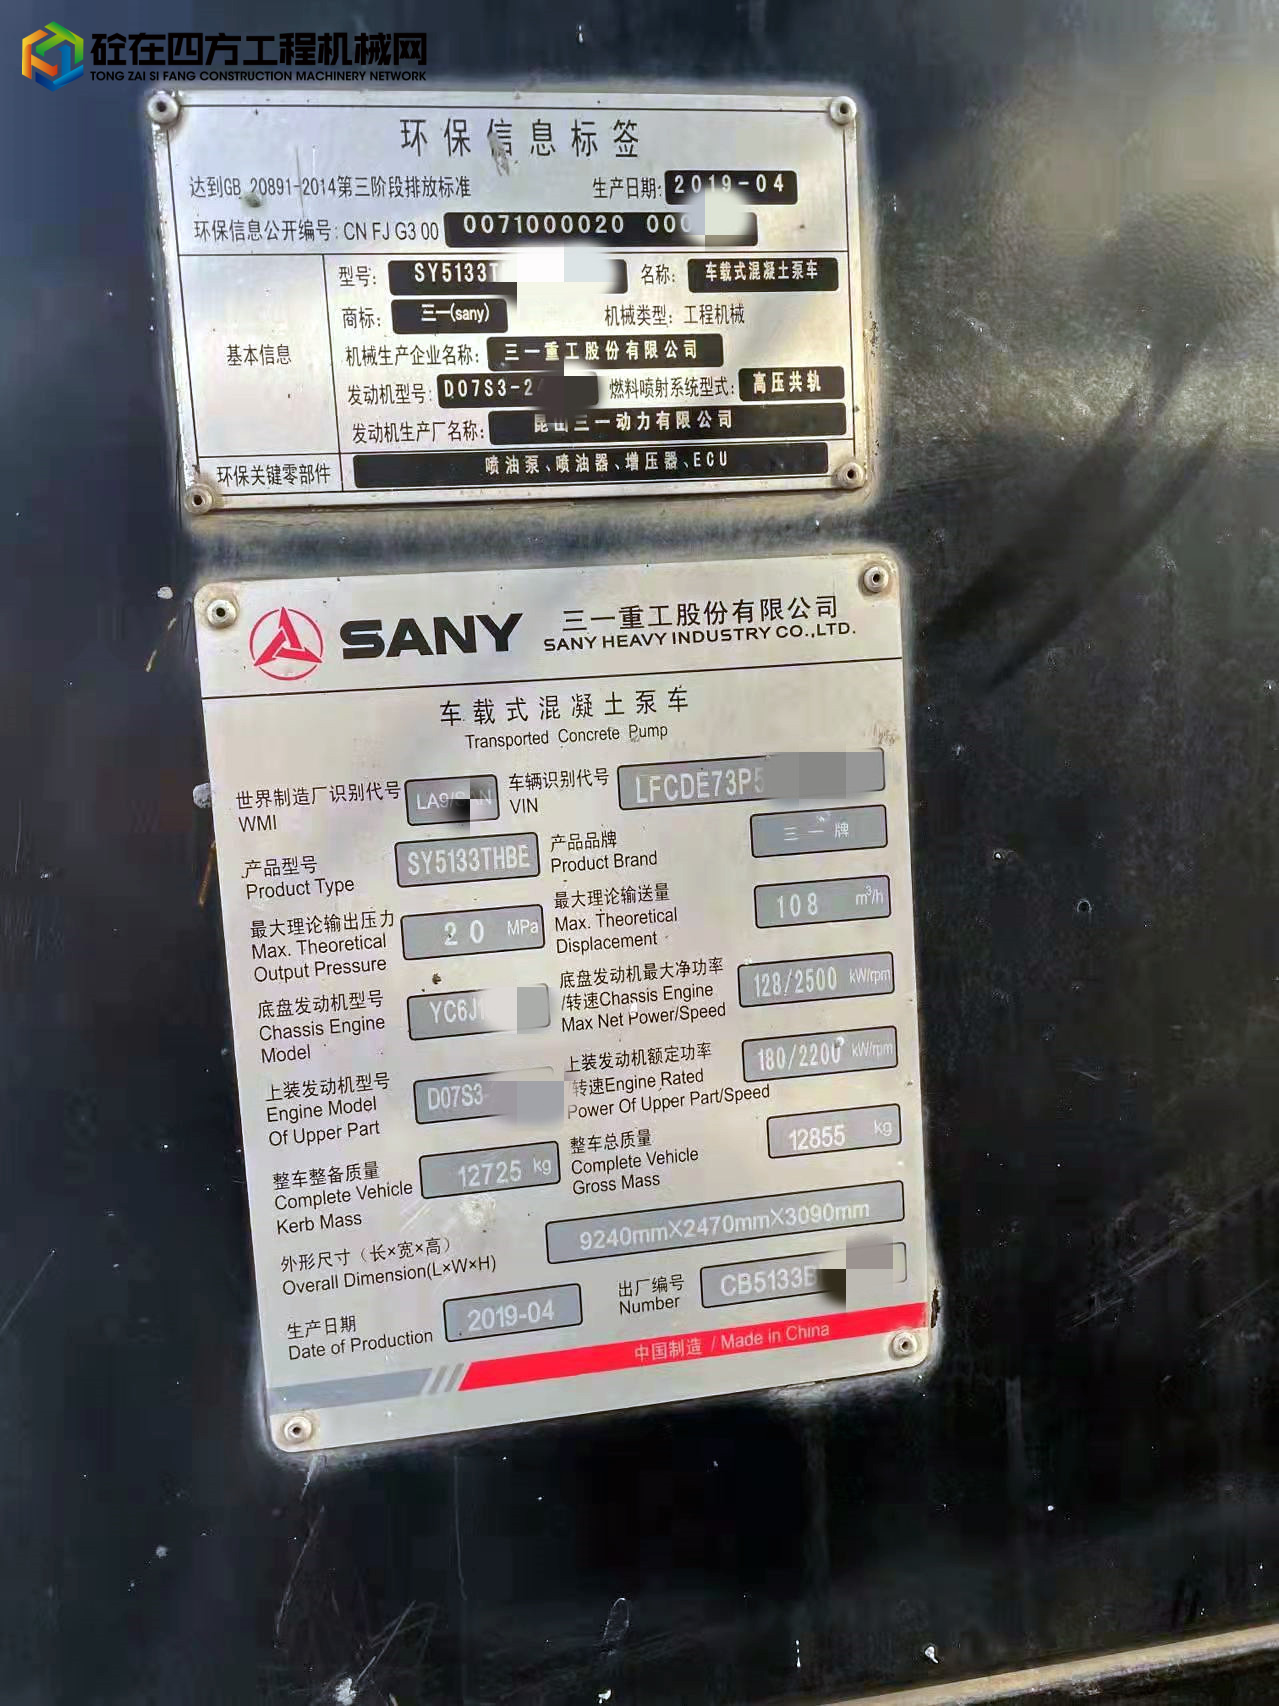 砼在四方工程机械网
TONG ZAI SI FANG CONSTRUCTION MACHINERY NETWORK
环保信息标签
达到GB 20891-2014第三阶段排放标准 生产日期: 2019-04
环保信息公开编号: CN FJ G3 00 0071000020 000
基本信息
型号: SY5133T 名称: 车载式混凝土泵车
商标: 三一(sany) 机械类型: 工程机械
机械生产企业名称: 三一重工股份有限公司
发动机型号: D07S3-2 燃料喷射系统型式: 高压共轨
发动机生产厂名称: 昆山三一动力有限公司
环保关键零部件 喷油泵、喷油器、增压器、ECU
SANY 三一重工股份有限公司
SANY HEAVY INDUSTRY CO.,LTD.
车载式混凝土泵车
Transported Concrete Pump
世界制造厂识别代号 LA9/ 车辆识别代号 LFCDE73P5
WMI VIN
产品型号 SY5133THBE 产品品牌 三一牌
Product Type Product Brand
最大理论输出压力 20 MPa 最大理论输送量 108 m³/h
Max. Theoretical Max. Theoretical
Output Pressure Displacement
底盘发动机型号 YC6J1 底盘发动机最大净功率 128/2500 kW/rpm
Chassis Engine /转速Chassis Engine
Model Max Net Power/Speed
上装发动机型号 D07S3- 上装发动机额定功率 180/2200 kW/rpm
Engine Model 转速Engine Rated
Of Upper Part Power Of Upper Part/Speed
整车整备质量 12725 kg 整车总质量 12855 kg
Complete Vehicle Complete Vehicle
Kerb Mass Gross Mass
外形尺寸（长×宽×高） 9240mm×2470mm×3090mm
Overall Dimension(L×W×H)
生产日期 2019-04 出厂编号 CB5133B
Date of Production Number
中国制造 / Made in China